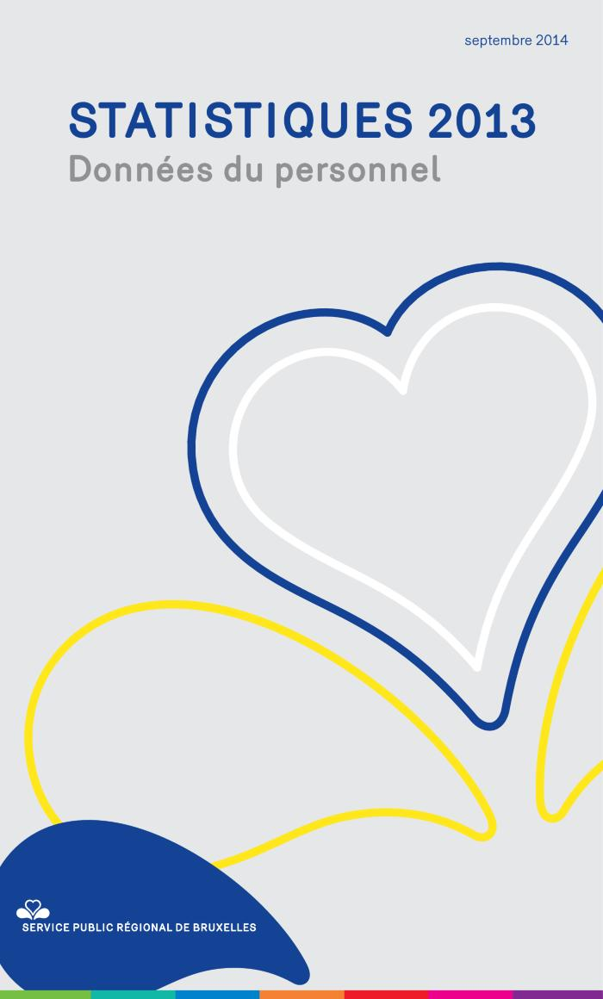 septembre 2014
STATISTIQUES 2013
Données du personnel
SERVICE PUBLIC RÉGIONAL DE BRUXELLES